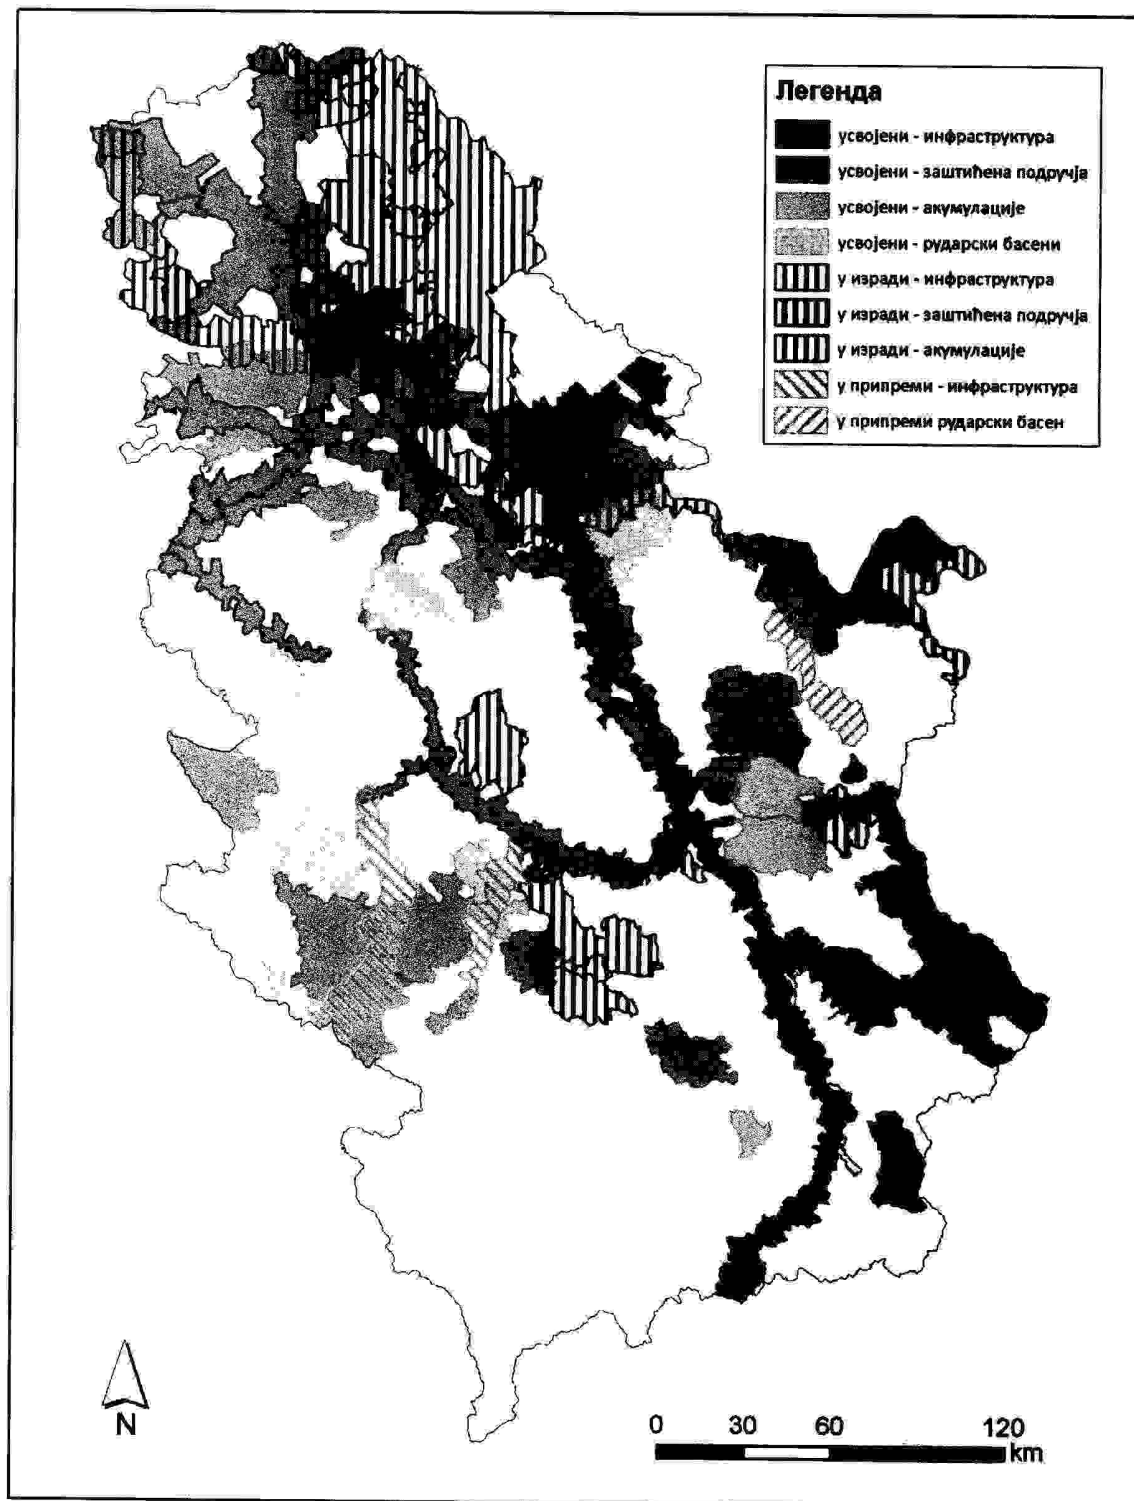 Легенда
усвојени - инфраструктура
усвојени - заштићена подручја
усвојени - акумулације
усвојени - рударски басени
у изради - инфраструктура
у изради - заштићена подручја
у изради - акумулације
у припреми - инфраструктура
у припреми рударски басен
N
0 30 60 120
km